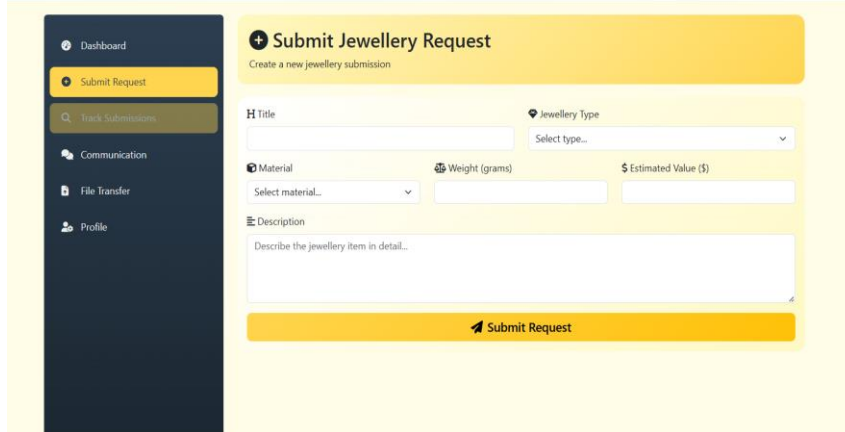 Dashboard
Submit Request
Track Submissions
Communication
File Transfer
Profile
Submit Jewellery Request
Create a new jewellery submission
Title
Jewellery Type
Select type...
Material
Weight (grams)
$ Estimated Value ($)
Select material...
Description
Describe the jewellery item in detail...
Submit Request